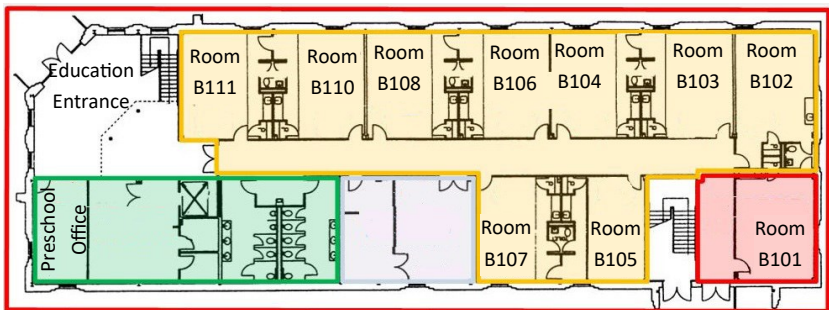 Education
Entrance
Room
B111
Room
B110
Room
B108
Room
B106
Room
B104
Room
B103
Room
B102
Preschool
Office
Room
B107
Room
B105
Room
B101